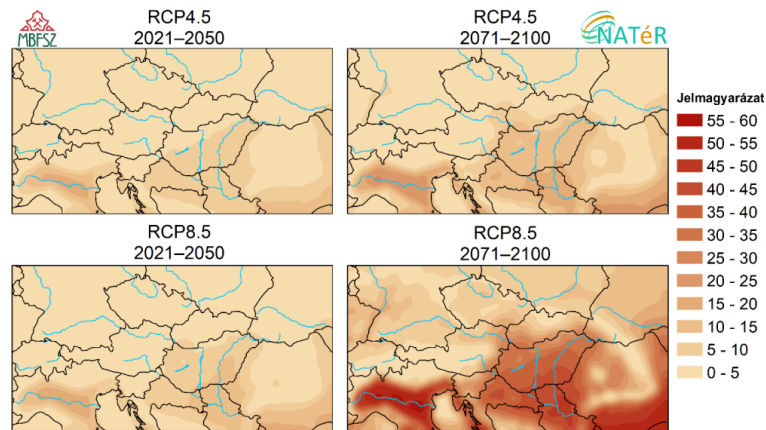 MBFSZ
RCP4.5
2021–2050
RCP4.5
2071–2100
NATéR
RCP8.5
2021–2050
RCP8.5
2071–2100
Jelmagyarázat
55 - 60
50 - 55
45 - 50
40 - 45
35 - 40
30 - 35
25 - 30
20 - 25
15 - 20
10 - 15
5 - 10
0 - 5